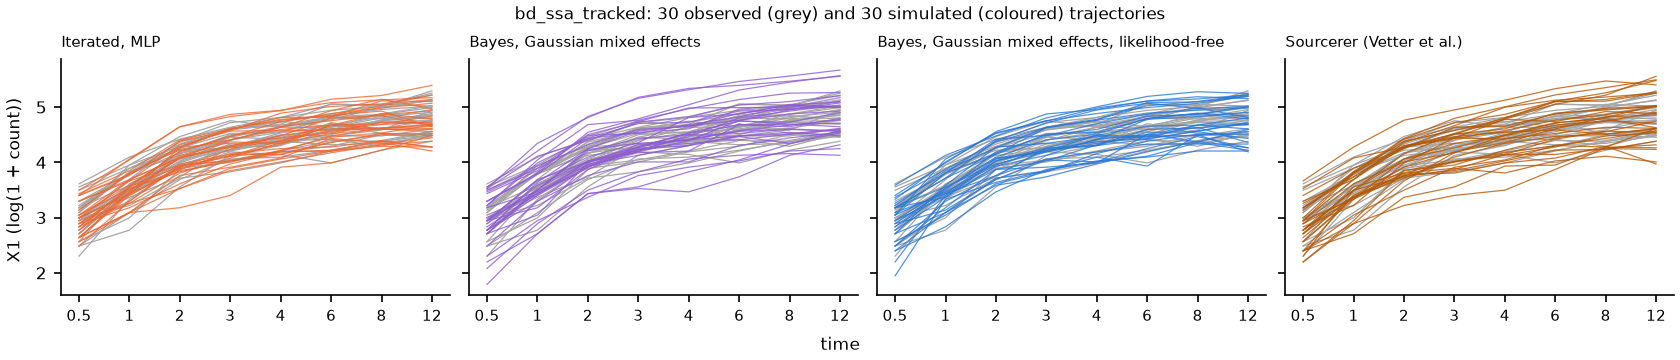 bd_ssa_tracked: 30 observed (grey) and 30 simulated (coloured) trajectories
Iterated, MLP
Bayes, Gaussian mixed effects
Bayes, Gaussian mixed effects, likelihood-free
Sourcerer (Vetter et al.)
X1 (log(1 + count))
5
4
3
2
0.5 1 2 3 4 6 8 12
0.5 1 2 3 4 6 8 12
0.5 1 2 3 4 6 8 12
0.5 1 2 3 4 6 8 12
time